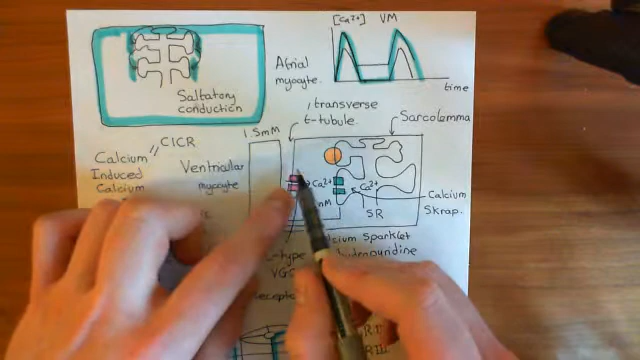 [Ca²⁺] VM
time
Atrial
myocyte.
Saltatory
conduction
transverse
t-tubule.
Sarcolemma
Calcium
Induced
Calcium
CICR
1.5mM
Ventricular
myocyte
Ca²⁺
Ca²⁺
nM
SR
Calcium
Skrap.
Calcium Sparklet
L-type
VG